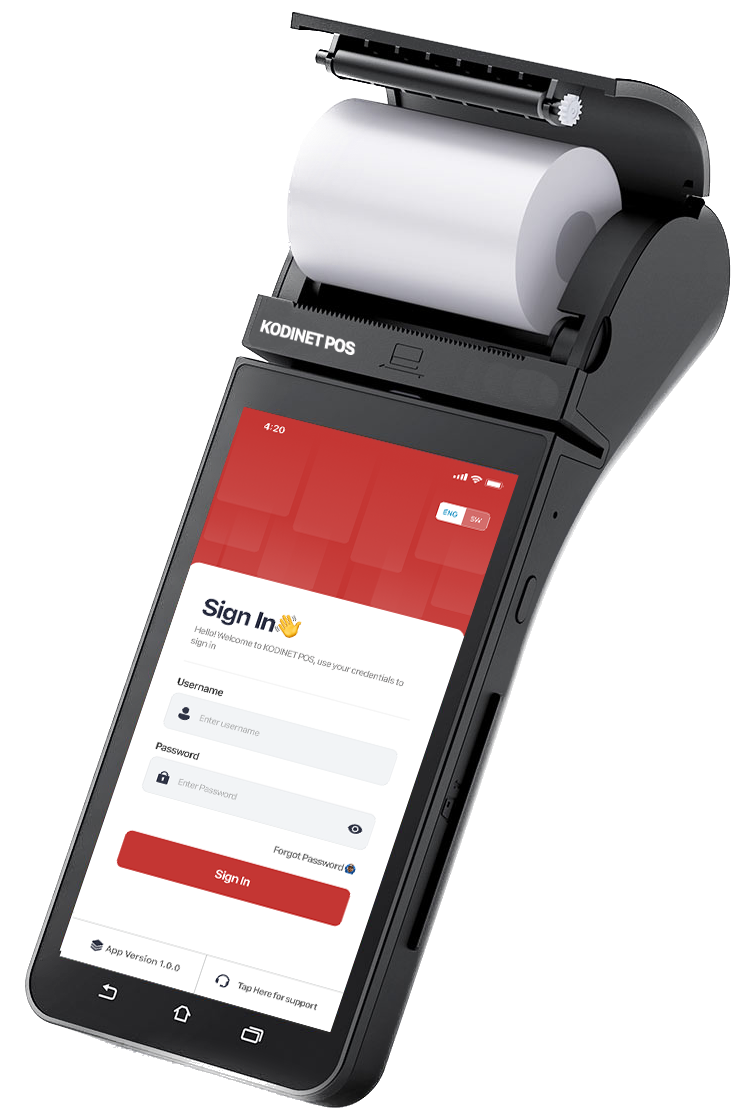 KODINET POS
4:20
ENG SW
Sign In👋
Hello! Welcome to KODINET POS, use your credentials to
sign in
Username
Enter username
Password
Enter Password
Forgot Password
Sign In
App Version 1.0.0
Tap Here for support